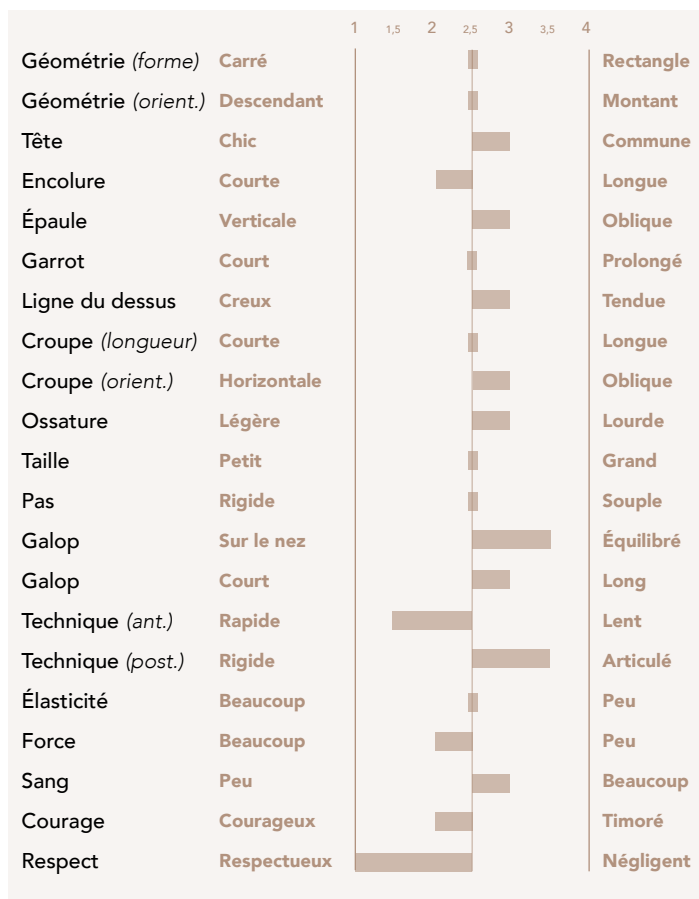 1 1,5 2 2,5 3 3,5 4
Géométrie (forme) Carré Rectangle
Géométrie (orient.) Descendant Montant
Tête Chic Commune
Encolure Courte Longue
Épaule Verticale Oblique
Garrot Court Prolongé
Ligne du dessus Creux Tendue
Croupe (longueur) Courte Longue
Croupe (orient.) Horizontale Oblique
Ossature Légère Lourde
Taille Petit Grand
Pas Rigide Souple
Galop Sur le nez Équilibré
Galop Court Long
Technique (ant.) Rapide Lent
Technique (post.) Rigide Articulé
Élasticité Beaucoup Peu
Force Beaucoup Peu
Sang Peu Beaucoup
Courage Courageux Timoré
Respect Respectueux Négligent